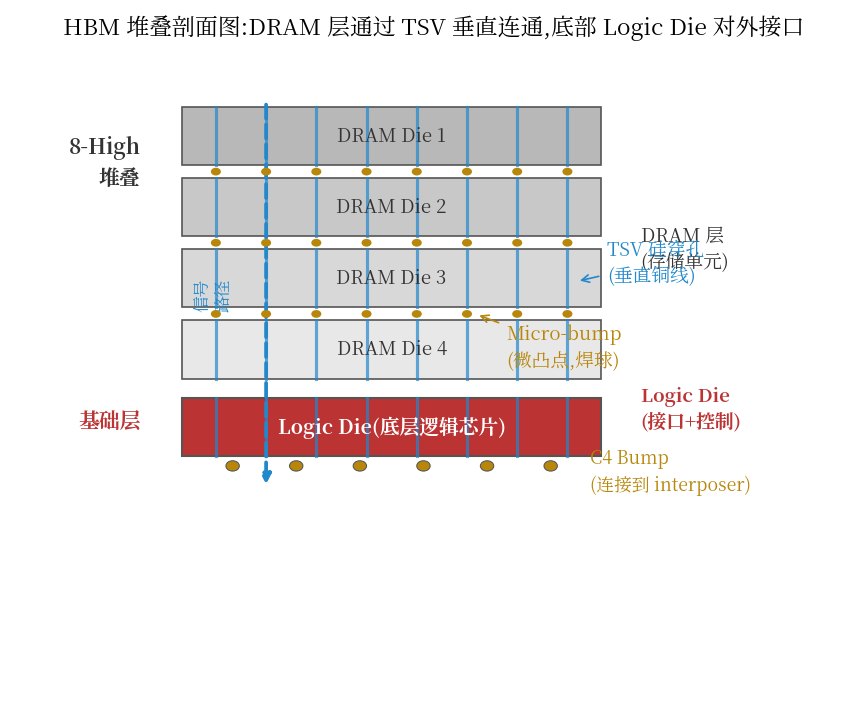 HBM 堆叠剖面图:DRAM 层通过 TSV 垂直连通,底部 Logic Die 对外接口
8-High
堆叠
DRAM Die 1
DRAM Die 2
DRAM Die 3
DRAM Die 4
信号
路径
DRAM 层
(存储单元)
TSV 硅穿孔
(垂直铜线)
Micro-bump
(微凸点,焊球)
基础层
Logic Die(底层逻辑芯片)
Logic Die
(接口+控制)
C4 Bump
(连接到 interposer)